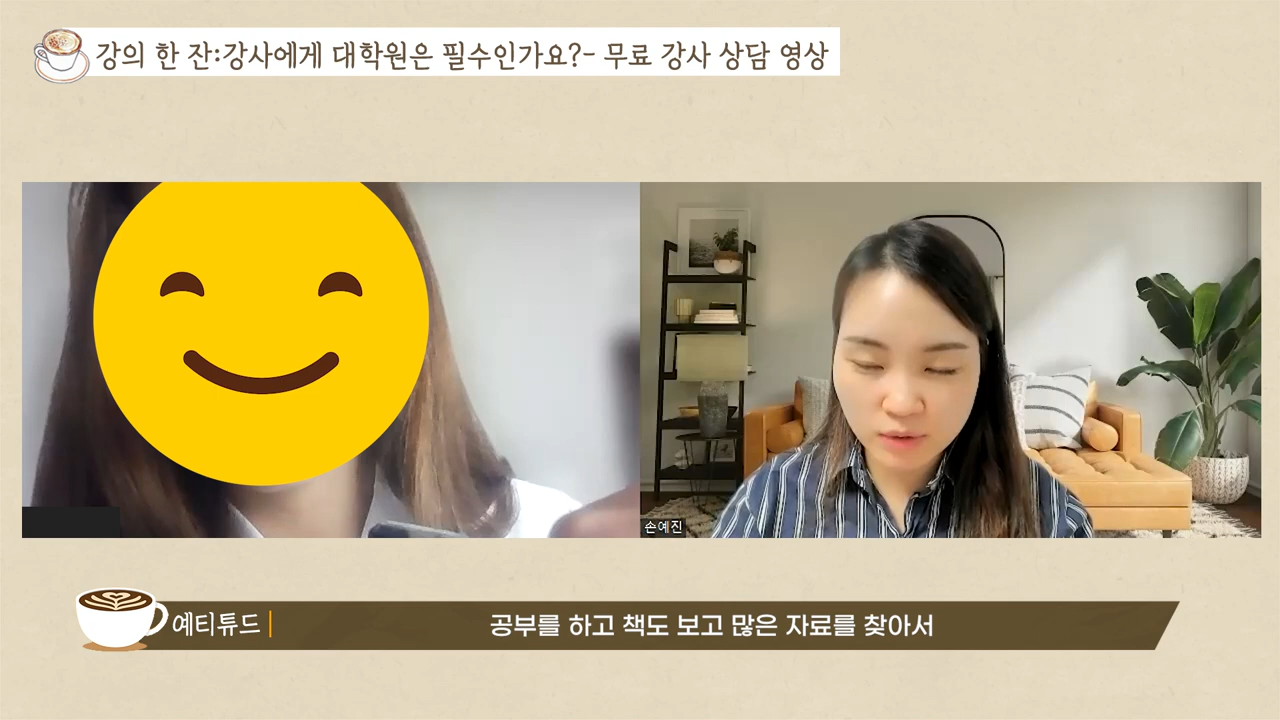 강의 한 잔:강사에게 대학원은 필수인가요?- 무료 강사 상담 영상
손예진
예티튜드
공부를 하고 책도 보고 많은 자료를 찾아서